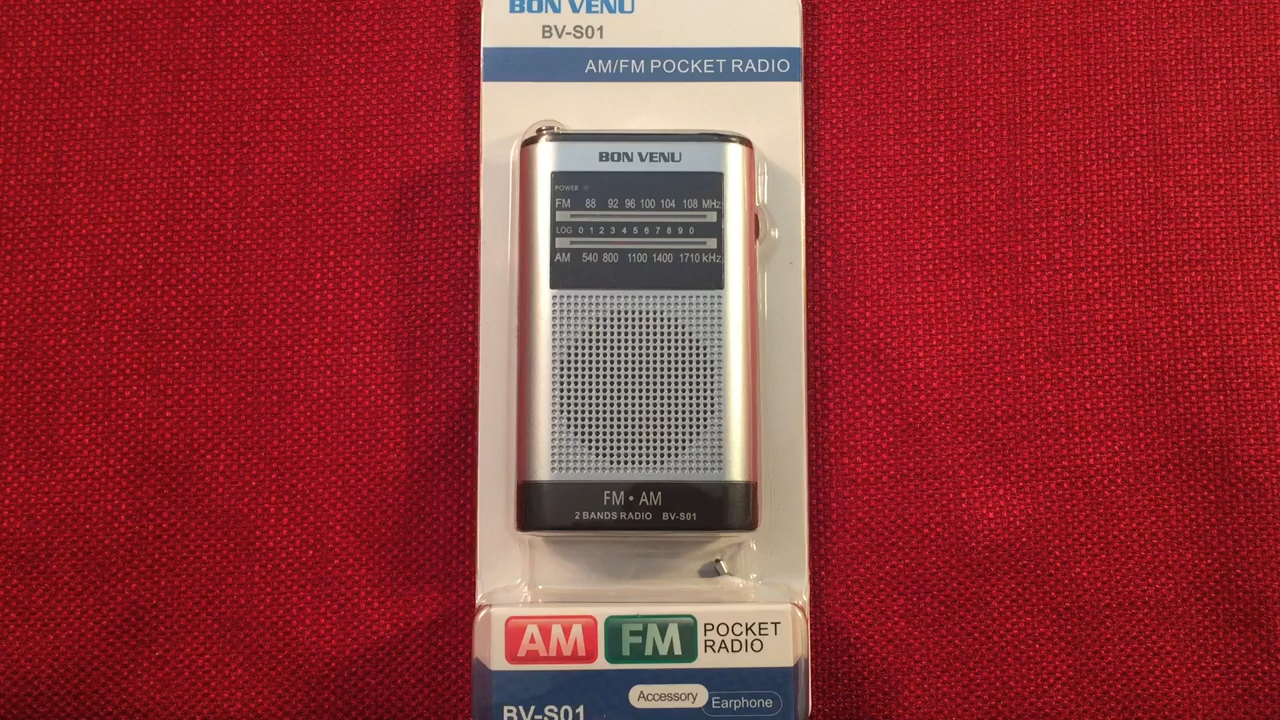 BON VENU
BV-S01
AM/FM POCKET RADIO
BON VENU
POWER
FM 88 92 96 100 104 108 MHz
LOG 0 1 2 3 4 5 6 7 8 9 0
AM 540 800 1100 1400 1710 kHz
FM • AM
2 BANDS RADIO BV-S01
AM FM POCKET
RADIO
Accessory Earphone
BV-S01